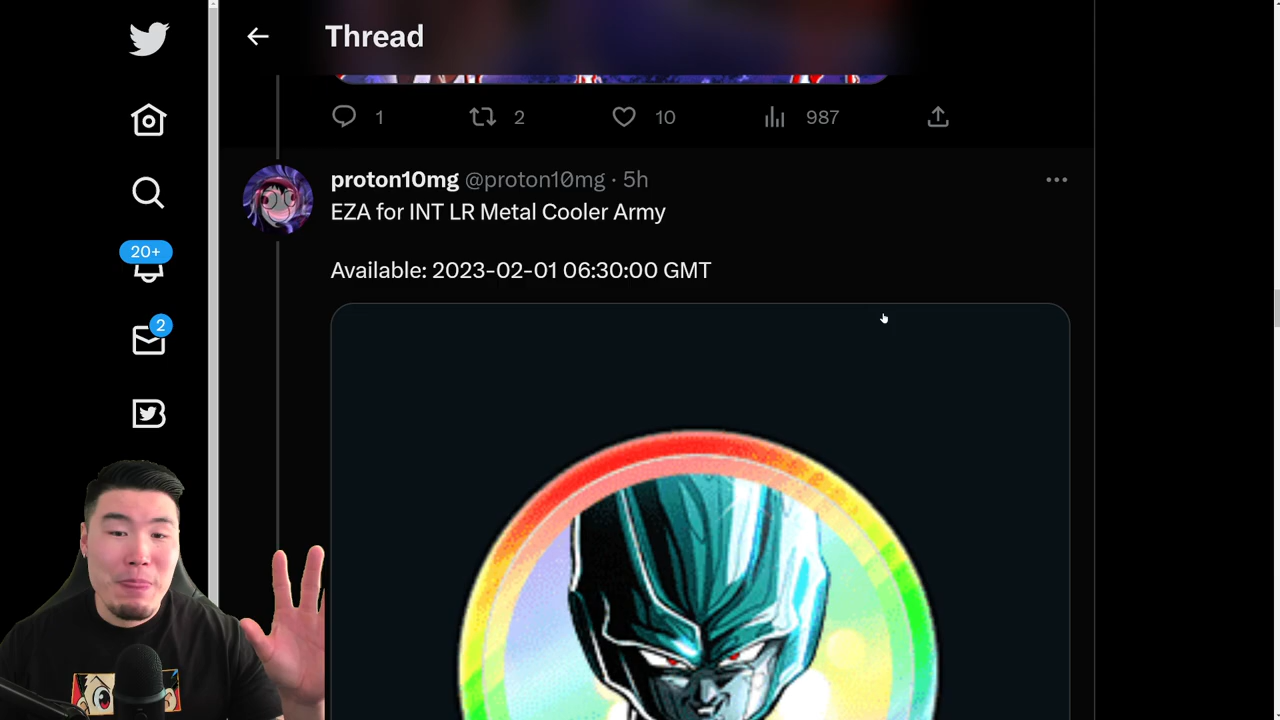 Thread
1
2
10
987
proton10mg @proton10mg · 5h
EZA for INT LR Metal Cooler Army
Available: 2023-02-01 06:30:00 GMT
20+
2